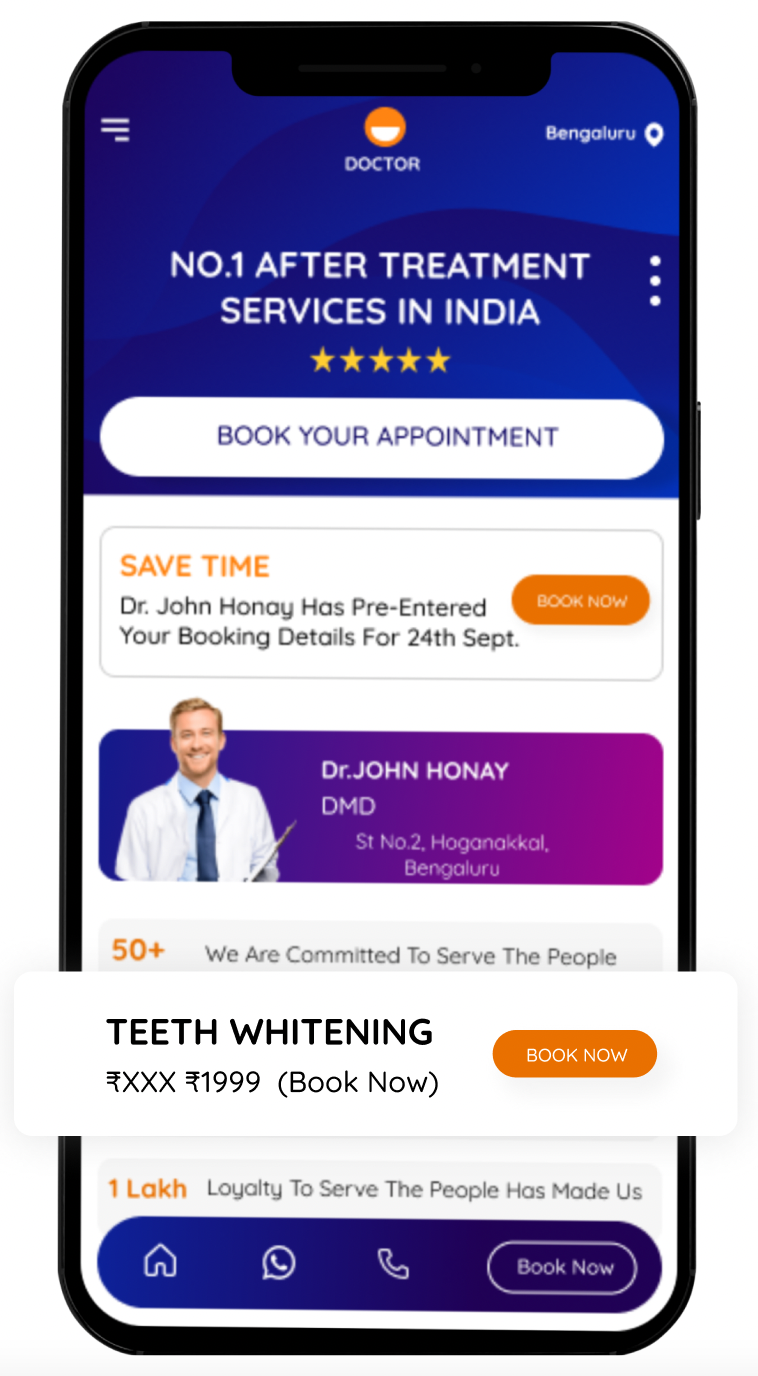 Bengaluru
DOCTOR
NO.1 AFTER TREATMENT
SERVICES IN INDIA
BOOK YOUR APPOINTMENT
SAVE TIME
Dr. John Honay Has Pre-Entered
Your Booking Details For 24th Sept.
BOOK NOW
Dr.JOHN HONAY
DMD
St No.2, Hoganakkal,
Bengaluru
50+ We Are Committed To Serve The People
TEETH WHITENING
₹XXX ₹1999 (Book Now)
BOOK NOW
1 Lakh Loyalty To Serve The People Has Made Us
Book Now